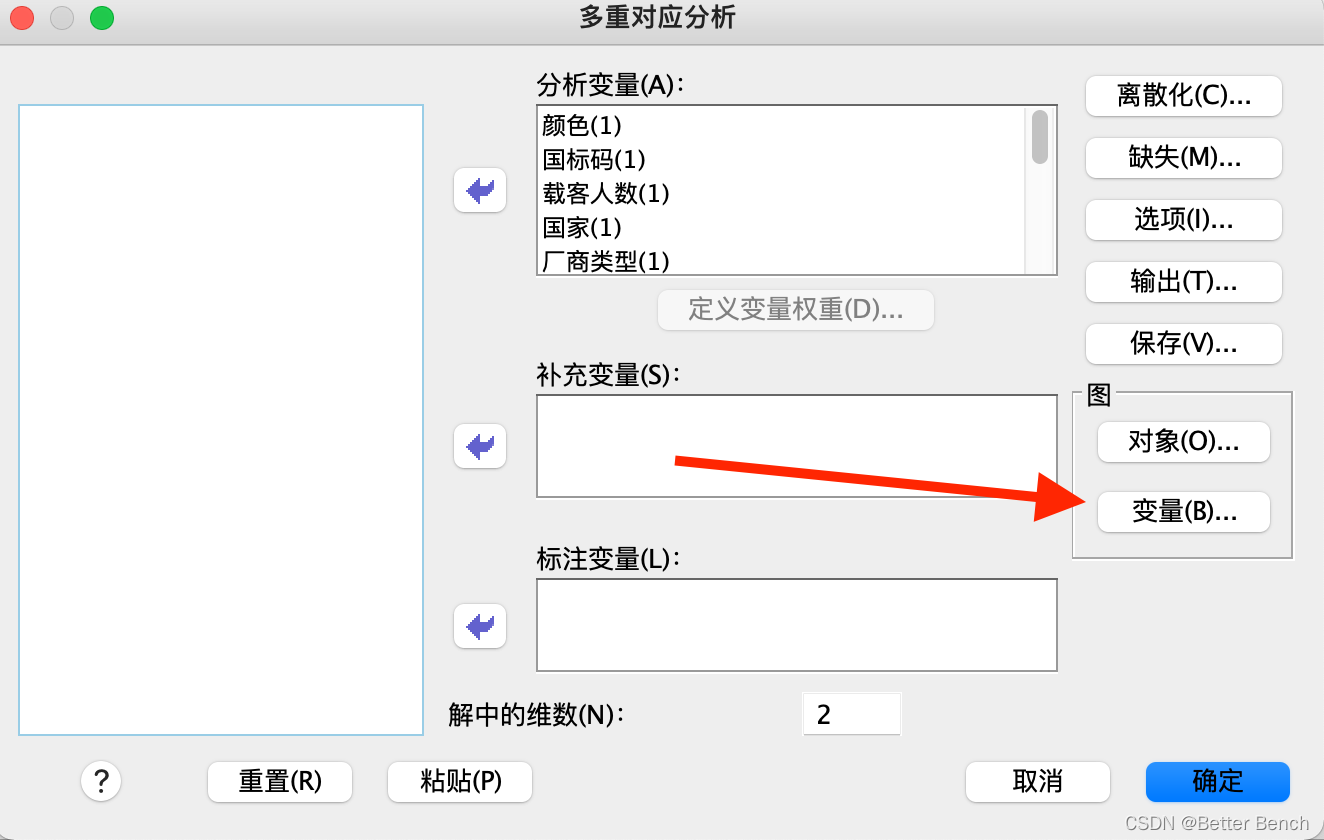 多重对应分析
分析变量(A)：
颜色(1)
国标码(1)
载客人数(1)
国家(1)
厂商类型(1)
定义变量权重(D)...
补充变量(S)：
标注变量(L)：
解中的维数(N)：
2
离散化(C)...
缺失(M)...
选项(I)...
输出(T)...
保存(V)...
图
对象(O)...
变量(B)...
?
重置(R)
粘贴(P)
取消
确定
CSDN @Better Bench